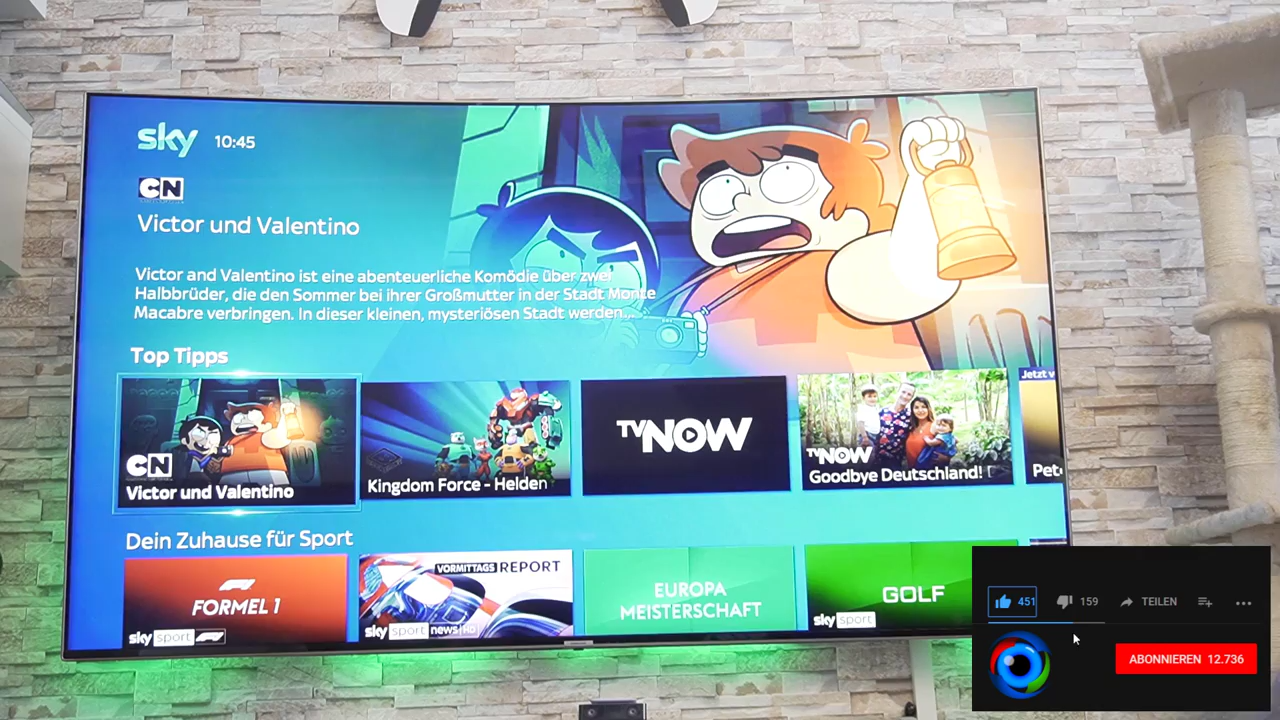 sky 10:45
CN
Victor und Valentino
Victor and Valentino ist eine abenteuerliche Komödie über zwei
Halbbrüder, die den Sommer bei ihrer Großmutter in der Stadt Monte
Macabre verbringen. In dieser kleinen, mysteriösen Stadt werden...
Top Tipps
Jetzt v
CN
Victor und Valentino
Kingdom Force - Helden
TVNOW
TVNOW
Goodbye Deutschland! D
Pet
Dein Zuhause für Sport
FORMEL 1
sky sport F1
VORMITTAGS REPORT
sky sport news HD
EUROPA
MEISTERSCHAFT
GOLF
sky sport
451 159 TEILEN
ABONNIEREN 12.736